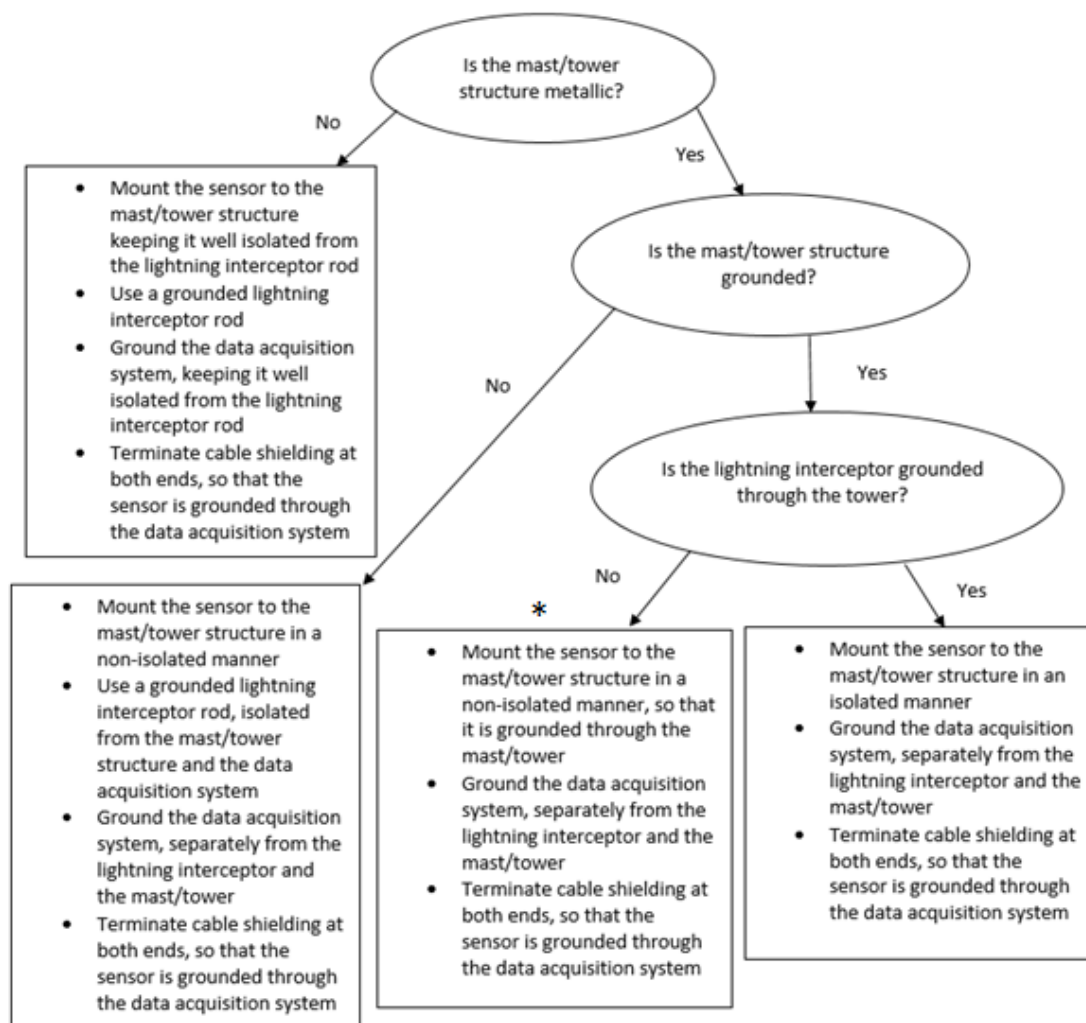 Is the mast/tower
structure metallic?
No
Yes
• Mount the sensor to the
mast/tower structure
keeping it well isolated from
the lightning interceptor rod
• Use a grounded lightning
interceptor rod
• Ground the data acquisition
system, keeping it well
isolated from the lightning
interceptor rod
• Terminate cable shielding at
both ends, so that the
sensor is grounded through
the data acquisition system
Is the mast/tower structure
grounded?
No
Yes
Is the lightning interceptor grounded
through the tower?
No
Yes
• Mount the sensor to the
mast/tower structure in a
non-isolated manner
• Use a grounded lightning
interceptor rod, isolated
from the mast/tower
structure and the data
acquisition system
• Ground the data acquisition
system, separately from the
lightning interceptor and
the mast/tower
• Terminate cable shielding at
both ends, so that the
sensor is grounded through
the data acquisition system
*
• Mount the sensor to the
mast/tower structure in a
non-isolated manner, so that
it is grounded through the
mast/tower
• Ground the data acquisition
system, separately from the
lightning interceptor and the
mast/tower
• Terminate cable shielding at
both ends, so that the
sensor is grounded through
the data acquisition system
• Mount the sensor to the
mast/tower structure in an
isolated manner
• Ground the data acquisition
system, separately from the
lightning interceptor and the
mast/tower
• Terminate cable shielding at
both ends, so that the
sensor is grounded through
the data acquisition system